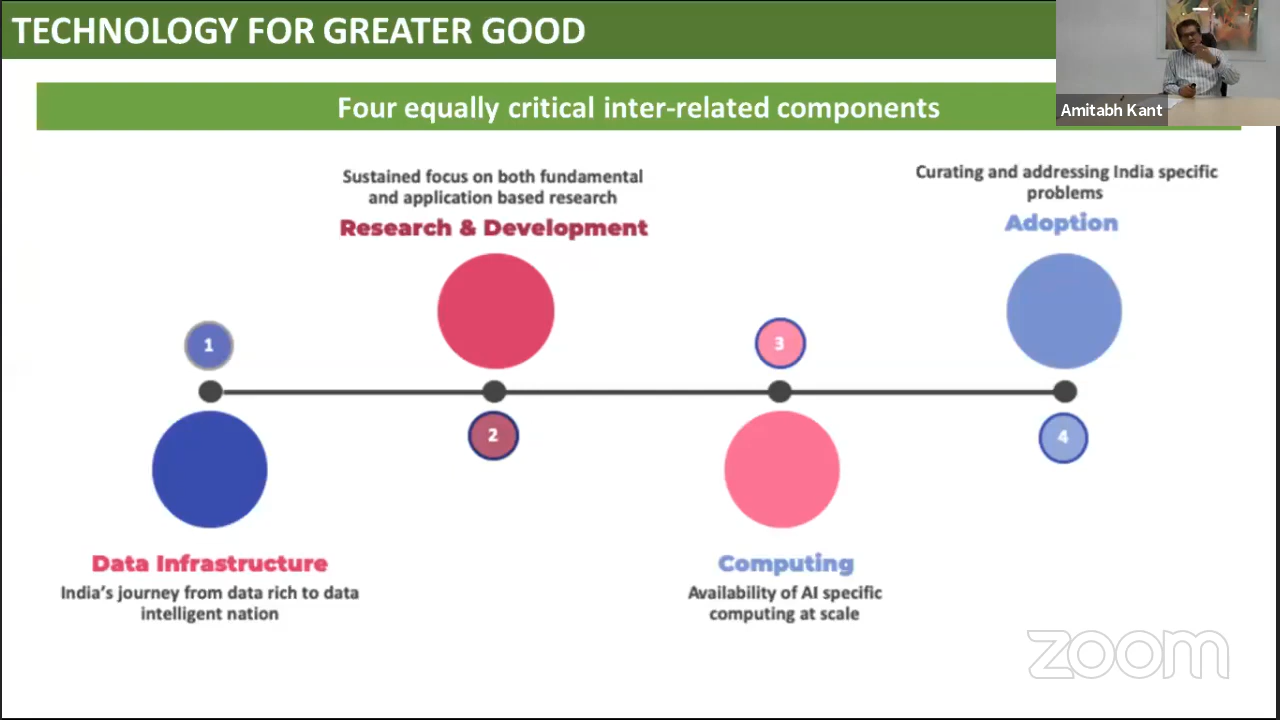 TECHNOLOGY FOR GREATER GOOD
Amitabh Kant
Four equally critical inter-related components
Sustained focus on both fundamental
and application based research
Research & Development
Curating and addressing India specific
problems
Adoption
1
3
2
4
Data Infrastructure
India's journey from data rich to data
intelligent nation
Computing
Availability of AI specific
computing at scale
zoom